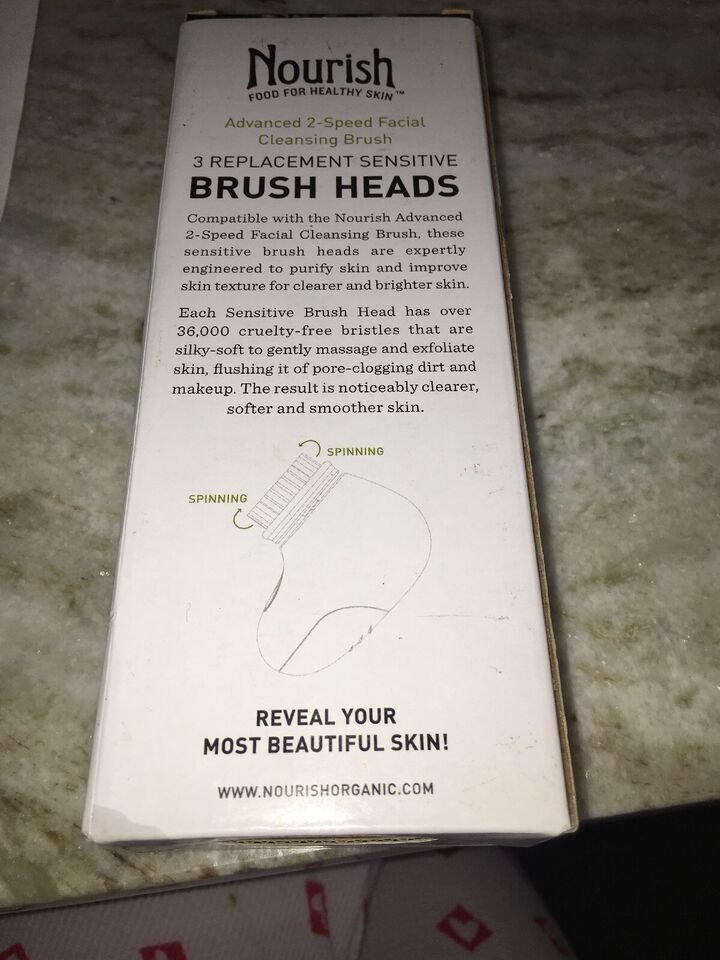 Nourish
FOOD FOR HEALTHY SKIN™
Advanced 2-Speed Facial
Cleansing Brush
3 REPLACEMENT SENSITIVE
BRUSH HEADS
Compatible with the Nourish Advanced
2-Speed Facial Cleansing Brush, these
sensitive brush heads are expertly
engineered to purify skin and improve
skin texture for clearer and brighter skin.
Each Sensitive Brush Head has over
36,000 cruelty-free bristles that are
silky-soft to gently massage and exfoliate
skin, flushing it of pore-clogging dirt and
makeup. The result is noticeably clearer,
softer and smoother skin.
SPINNING
SPINNING
REVEAL YOUR
MOST BEAUTIFUL SKIN!
WWW.NOURISHORGANIC.COM